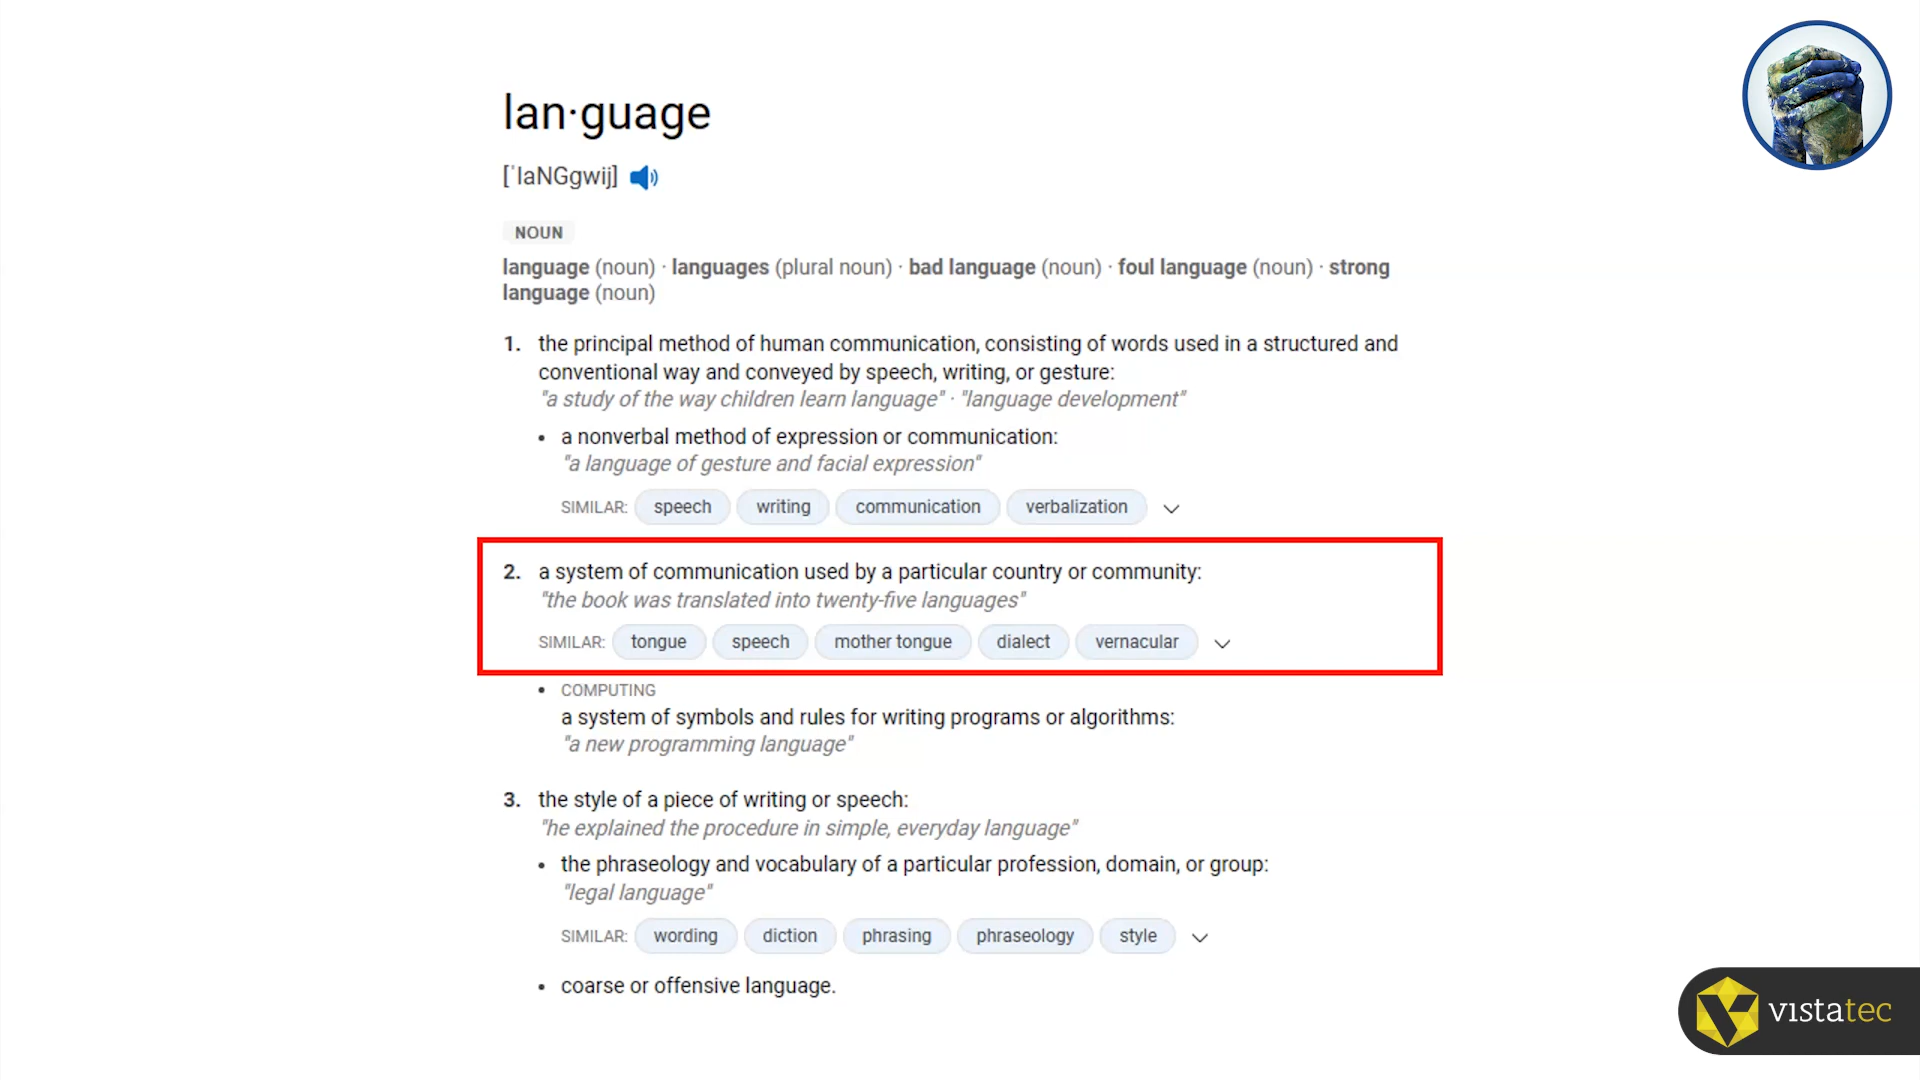 lan·guage
[ˈlaNGgwij]
NOUN
language (noun) · languages (plural noun) · bad language (noun) · foul language (noun) · strong
language (noun)
1. the principal method of human communication, consisting of words used in a structured and
conventional way and conveyed by speech, writing, or gesture:
"a study of the way children learn language" · "language development"
• a nonverbal method of expression or communication:
"a language of gesture and facial expression"
SIMILAR: speech writing communication verbalization
2. a system of communication used by a particular country or community:
"the book was translated into twenty-five languages"
SIMILAR: tongue speech mother tongue dialect vernacular
• COMPUTING
a system of symbols and rules for writing programs or algorithms:
"a new programming language"
3. the style of a piece of writing or speech:
"he explained the procedure in simple, everyday language"
• the phraseology and vocabulary of a particular profession, domain, or group:
"legal language"
SIMILAR: wording diction phrasing phraseology style
• coarse or offensive language.
vistatec